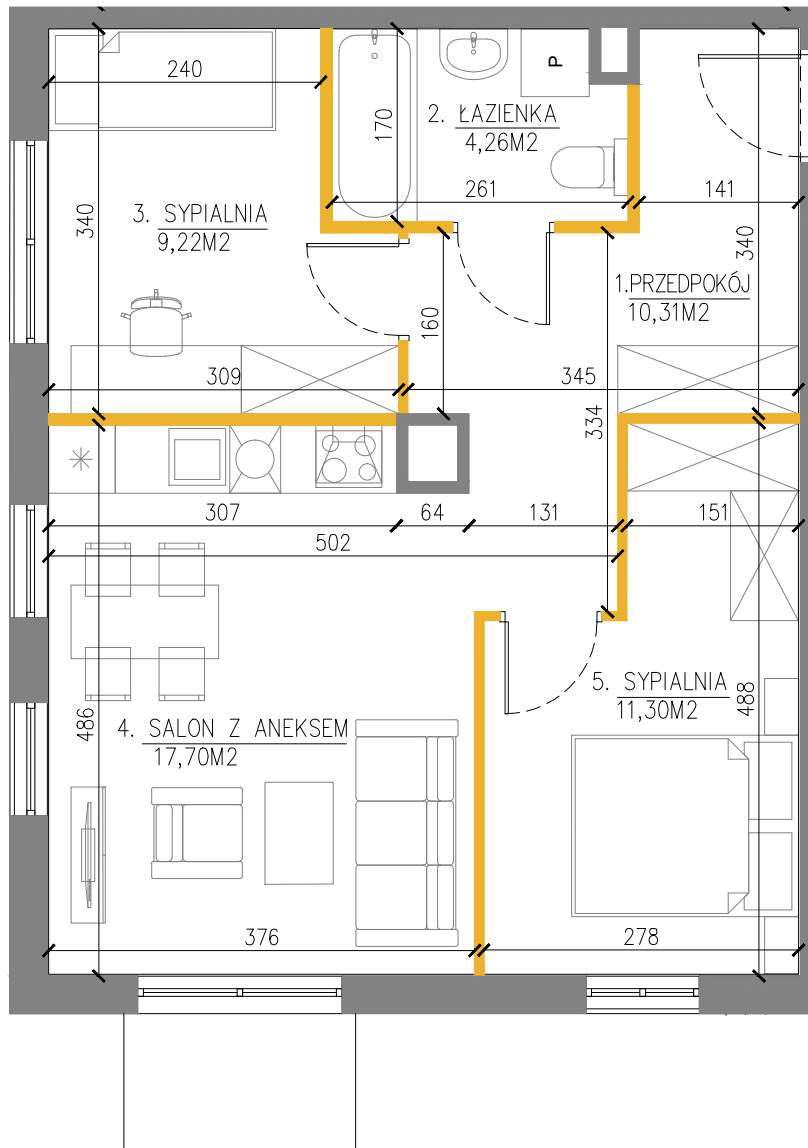 240
170
P
2. ŁAZIENKA
4,26M2
261
141
340
3. SYPIALNIA
9,22M2
340
1.PRZEDPOKÓJ
10,31M2
160
309
345
334
307
64
131
151
502
5. SYPIALNIA
11,30M2
488
486
4. SALON Z ANEKSEM
17,70M2
376
278